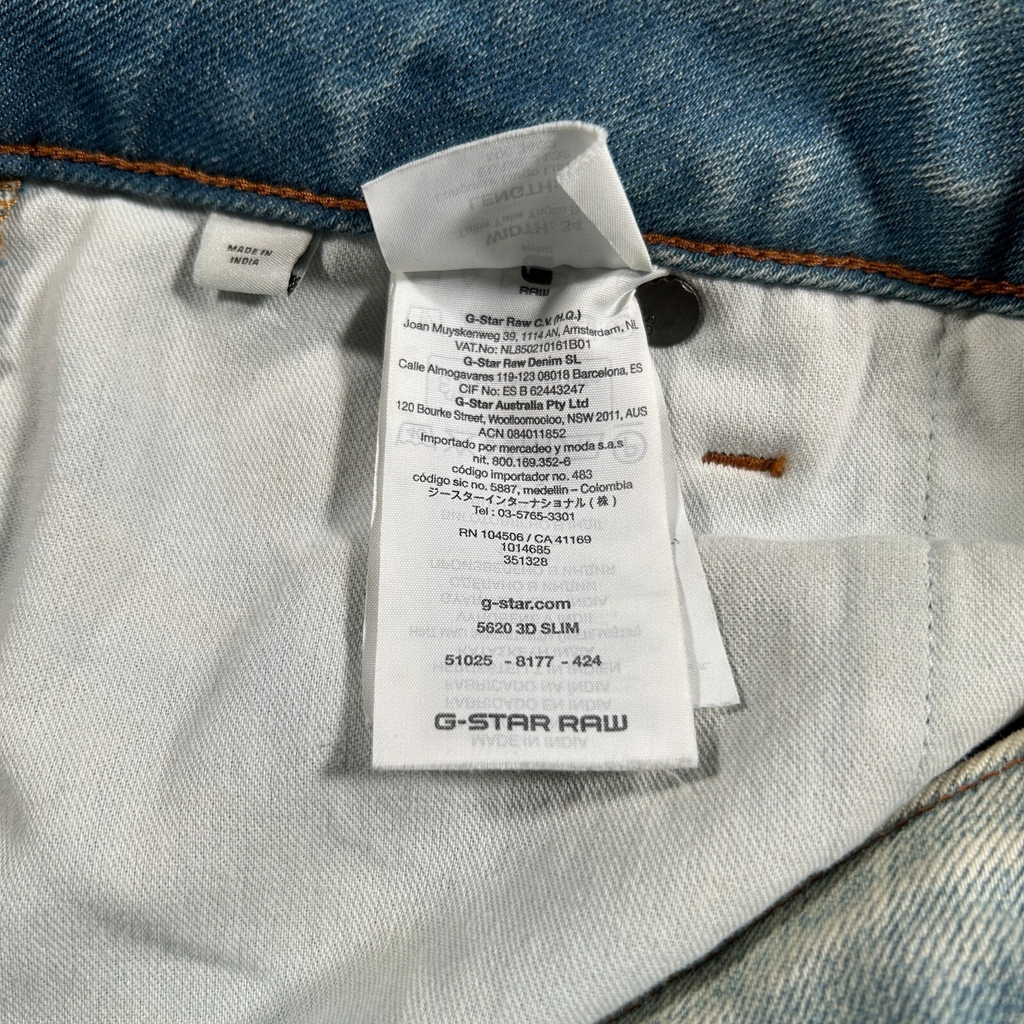 MADE IN
INDIA
RAW
G-Star Raw C.V. (H.Q.)
Joan Muyskenweg 39, 1114 AN, Amsterdam, NL
VAT.No: NL850210161B01
G-Star Raw Denim SL
Calle Almogavares 119-123 08018 Barcelona, ES
CIF No: ES B 62443247
G-Star Australia Pty Ltd
120 Bourke Street, Woolloomooloo, NSW 2011, AUS
ACN 084011852
Importado por mercadeo y moda s.a.s
nit. 800.169.352-6
código importador no. 483
código sic no. 5887, medellin – Colombia
ジースターインターナショナル ( 株 )
Tel : 03-5765-3301
RN 104506 / CA 41169
1014685
351328
g-star.com
5620 3D SLIM
51025 - 8177 - 424
G-STAR RAW